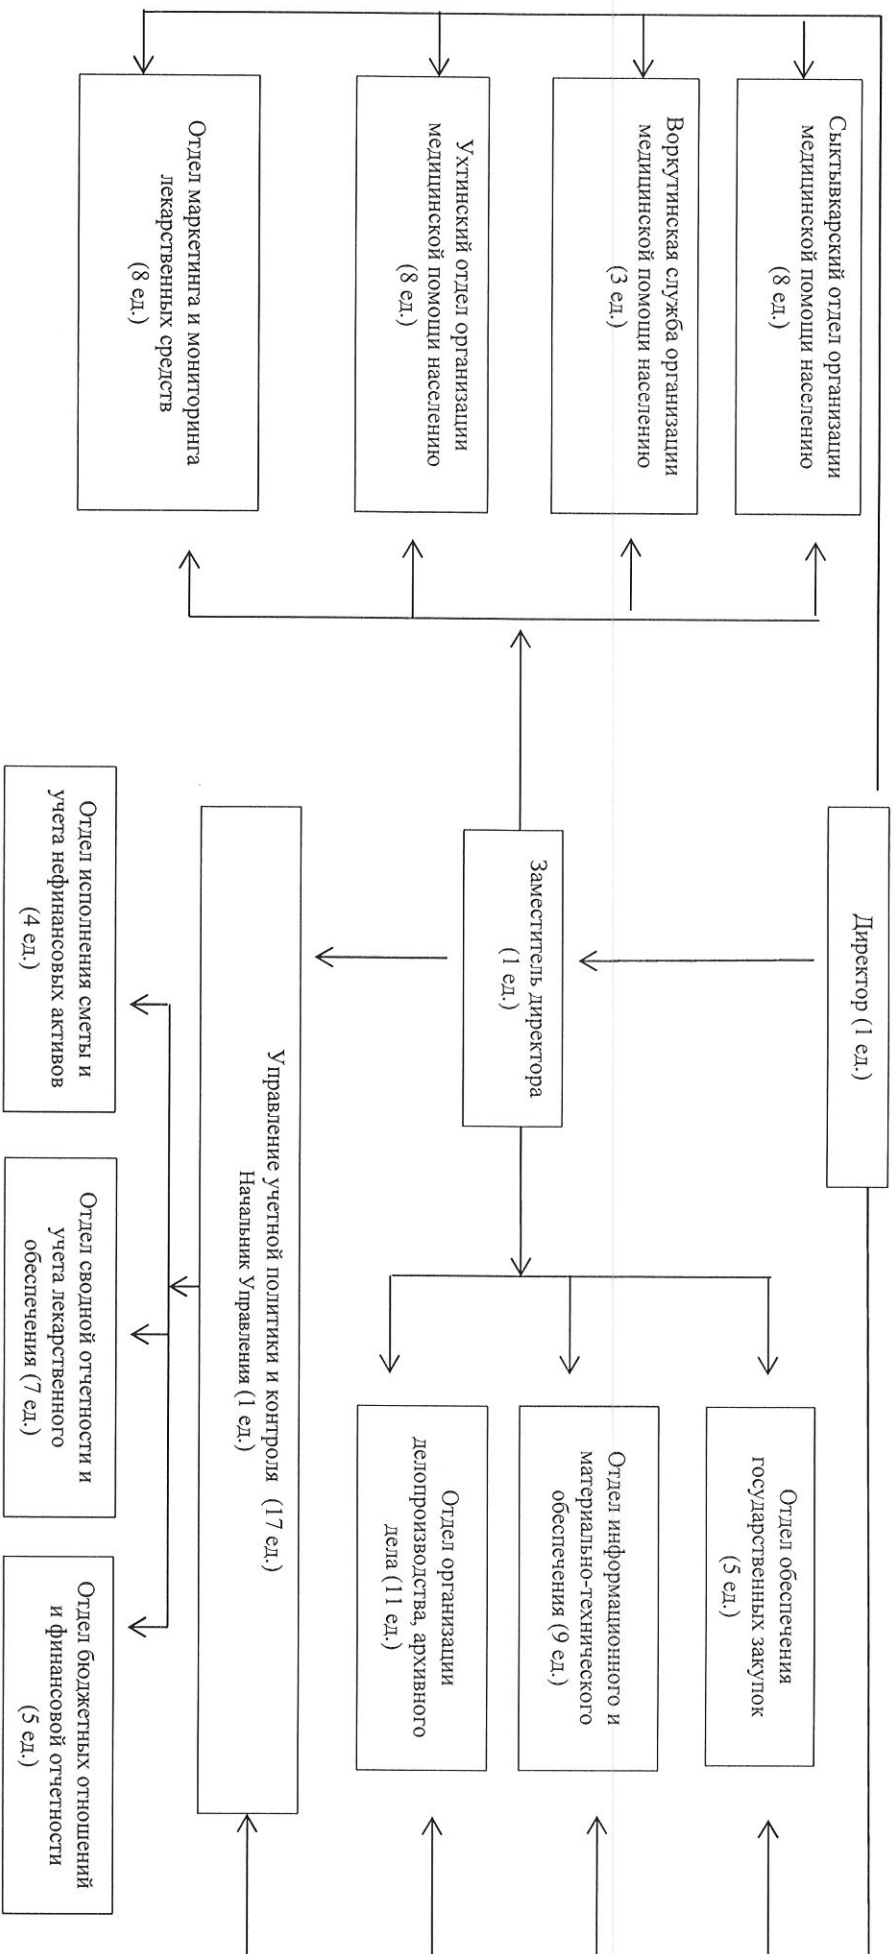 Директор (1 ед.)
Сыктывкарский отдел организации
медицинской помощи населению
(8 ед.)
Воркутинская служба организации
медицинской помощи населению
(3 ед.)
Ухтинский отдел организации
медицинской помощи населению
(8 ед.)
Отдел маркетинга и мониторинга
лекарственных средств
(8 ед.)
Заместитель директора
(1 ед.)
Отдел обеспечения
государственных закупок
(5 ед.)
Отдел информационного и
материально-технического
обеспечения (9 ед.)
Отдел организации
делопроизводства, архивного
дела (11 ед.)
Управление учетной политики и контроля (17 ед.)
Начальник Управления (1 ед.)
Отдел исполнения сметы и
учета нефинансовых активов
(4 ед.)
Отдел сводной отчетности и
учета лекарственного
обеспечения (7 ед.)
Отдел бюджетных отношений
и финансовой отчетности
(5 ед.)